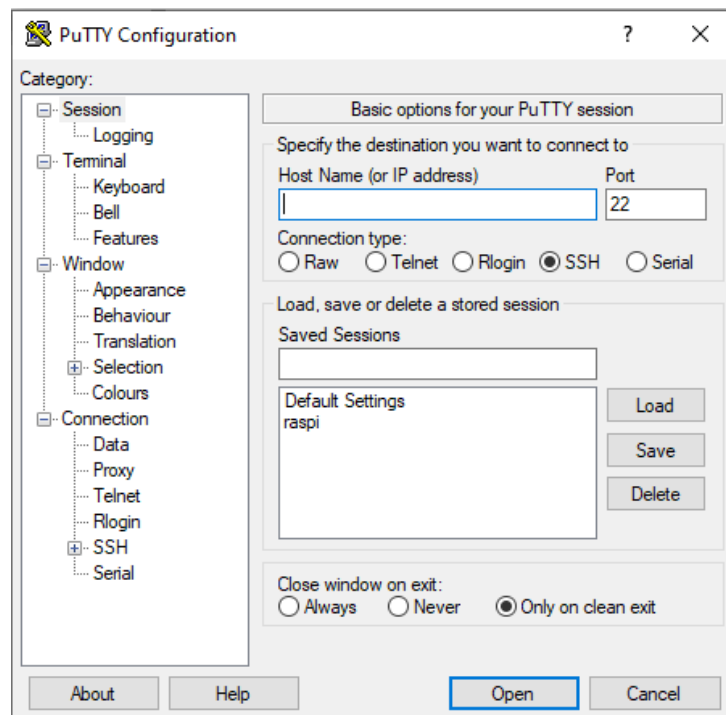 PuTTY Configuration ? ×
Category:
Session
Logging
Terminal
Keyboard
Bell
Features
Window
Appearance
Behaviour
Translation
Selection
Colours
Connection
Data
Proxy
Telnet
Rlogin
SSH
Serial
Basic options for your PuTTY session
Specify the destination you want to connect to
Host Name (or IP address) Port
22
Connection type:
Raw Telnet Rlogin SSH Serial
Load, save or delete a stored session
Saved Sessions
Default Settings
raspi
Load
Save
Delete
Close window on exit:
Always Never Only on clean exit
About Help Open Cancel